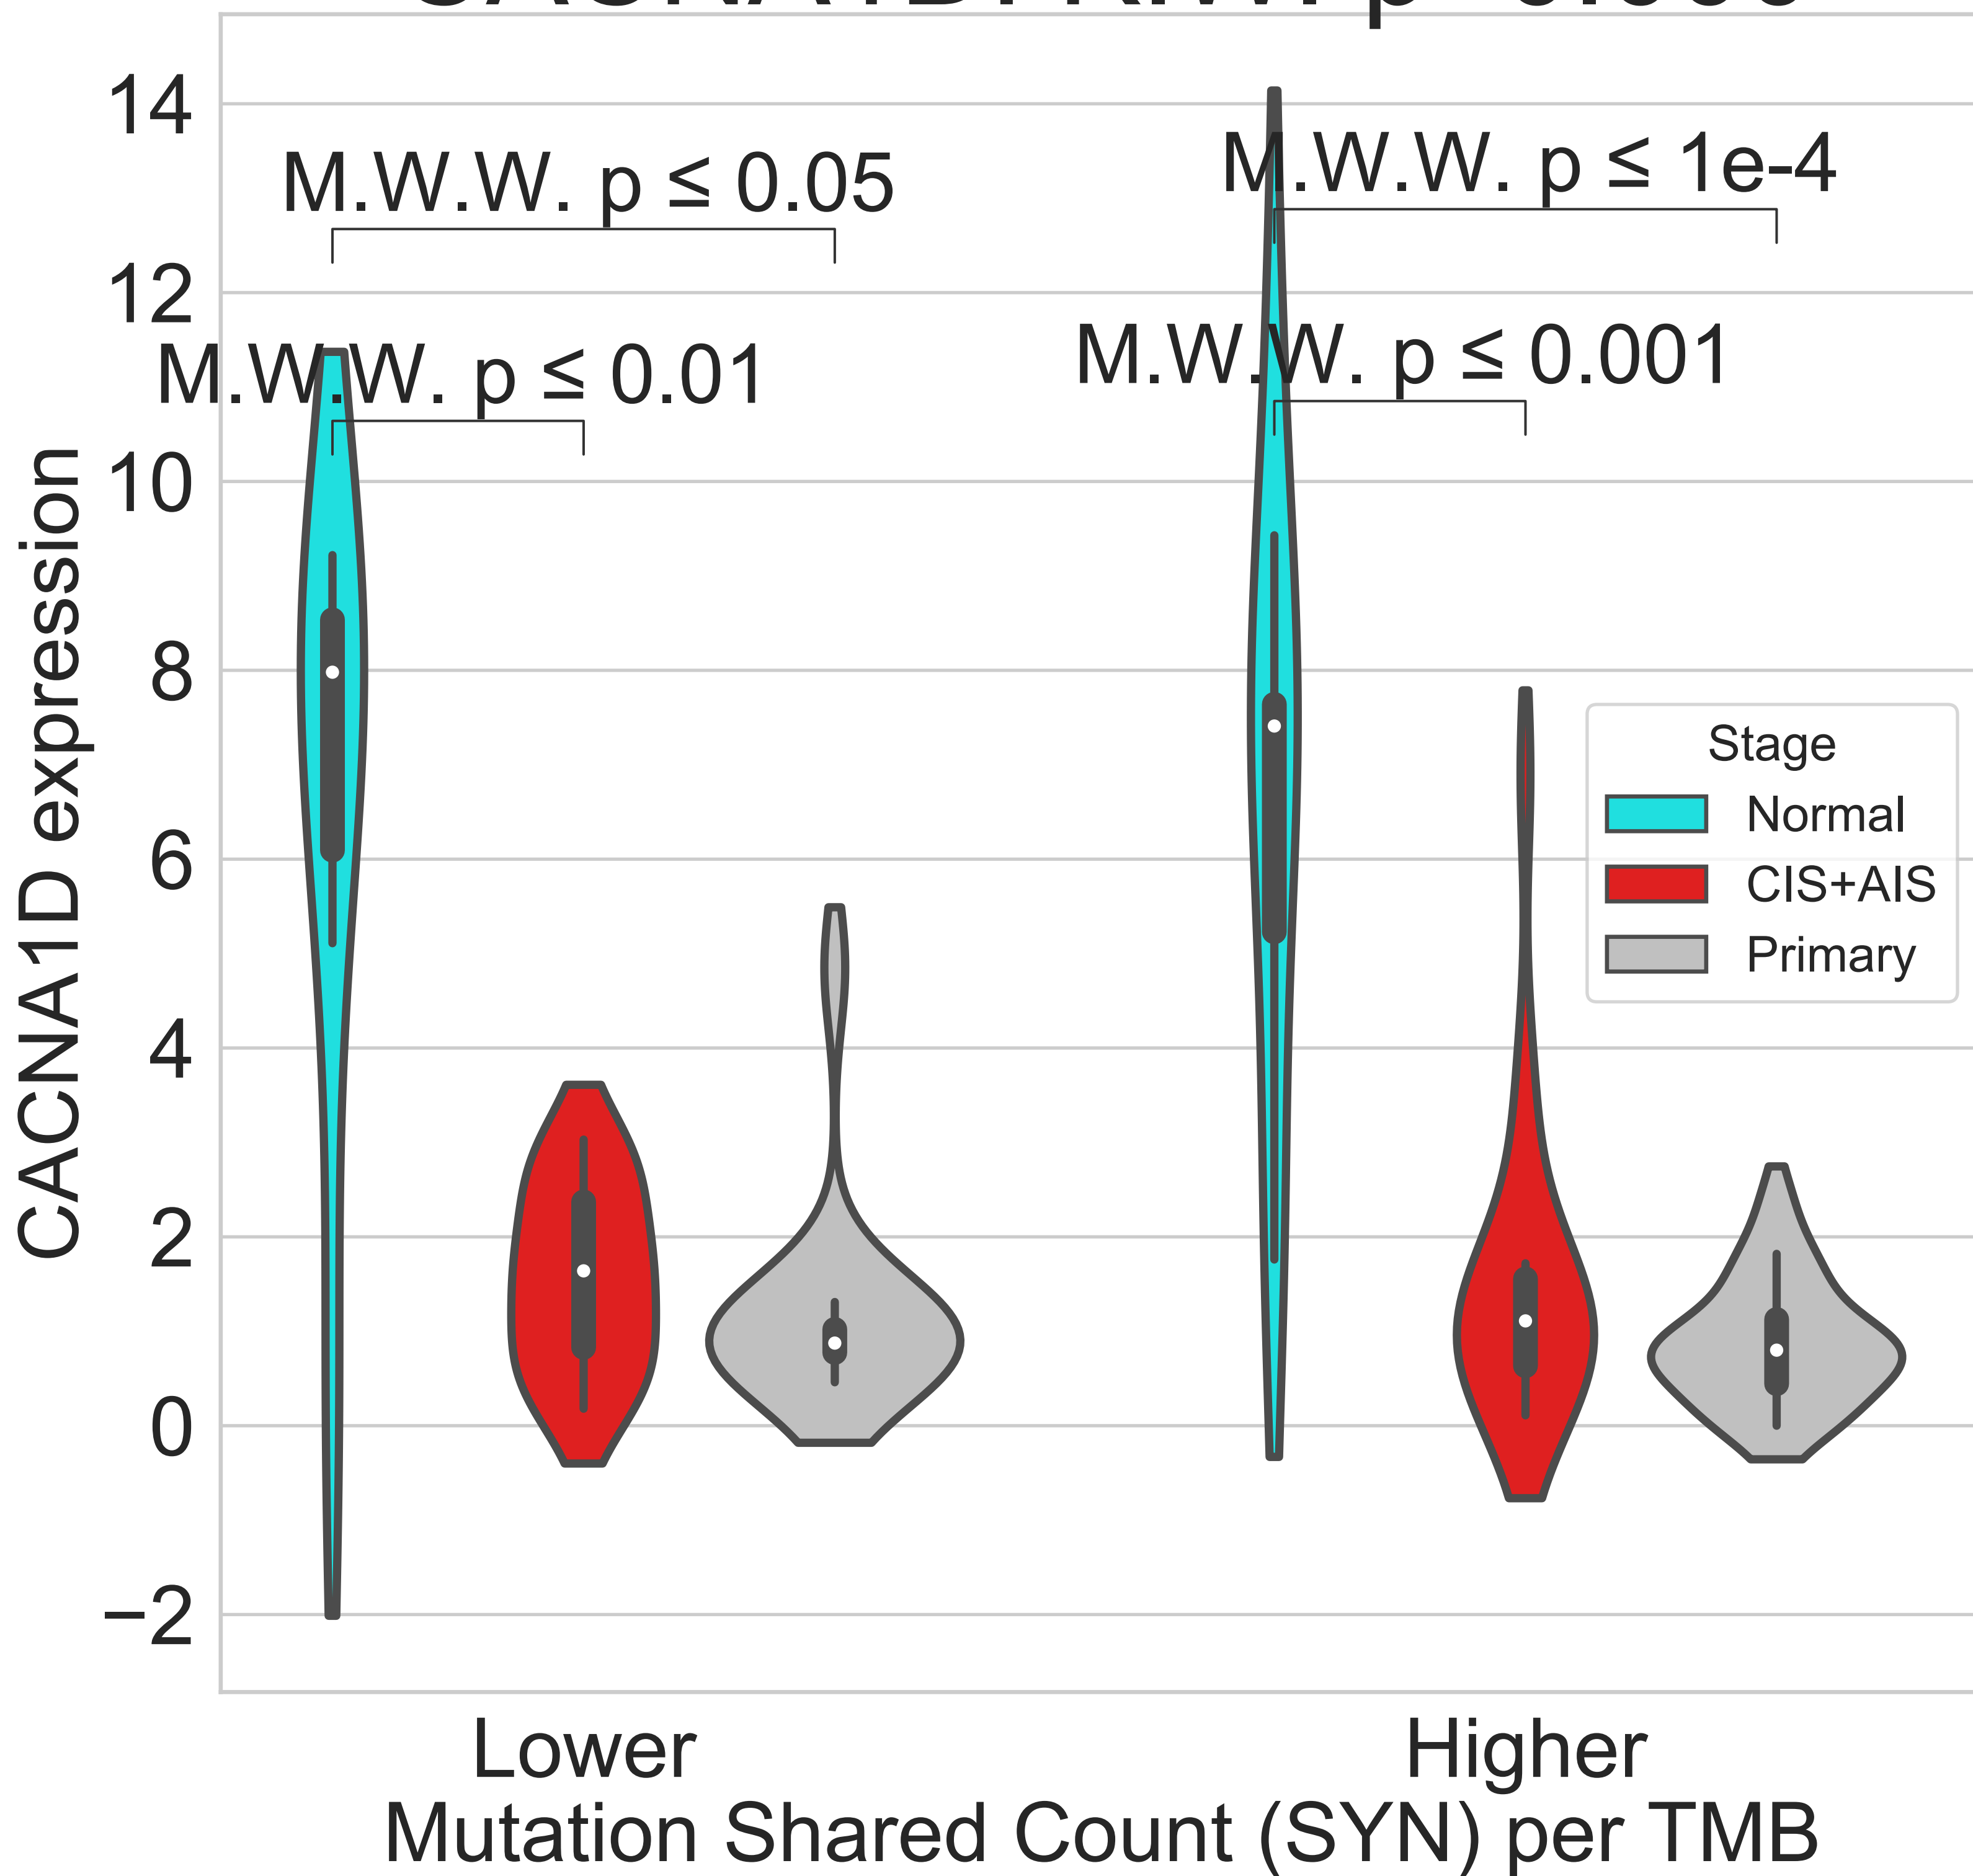 14
12
10
8
6
4
2
0
−2
CACNA1D expression
M.W.W. p ≤ 0.05
M.W.W. p ≤ 1e-4
M.W.W. p ≤ 0.01
M.W.W. p ≤ 0.001
Stage
Normal
CIS+AIS
Primary
Lower
Higher
Mutation Shared Count (SYN) per TMB